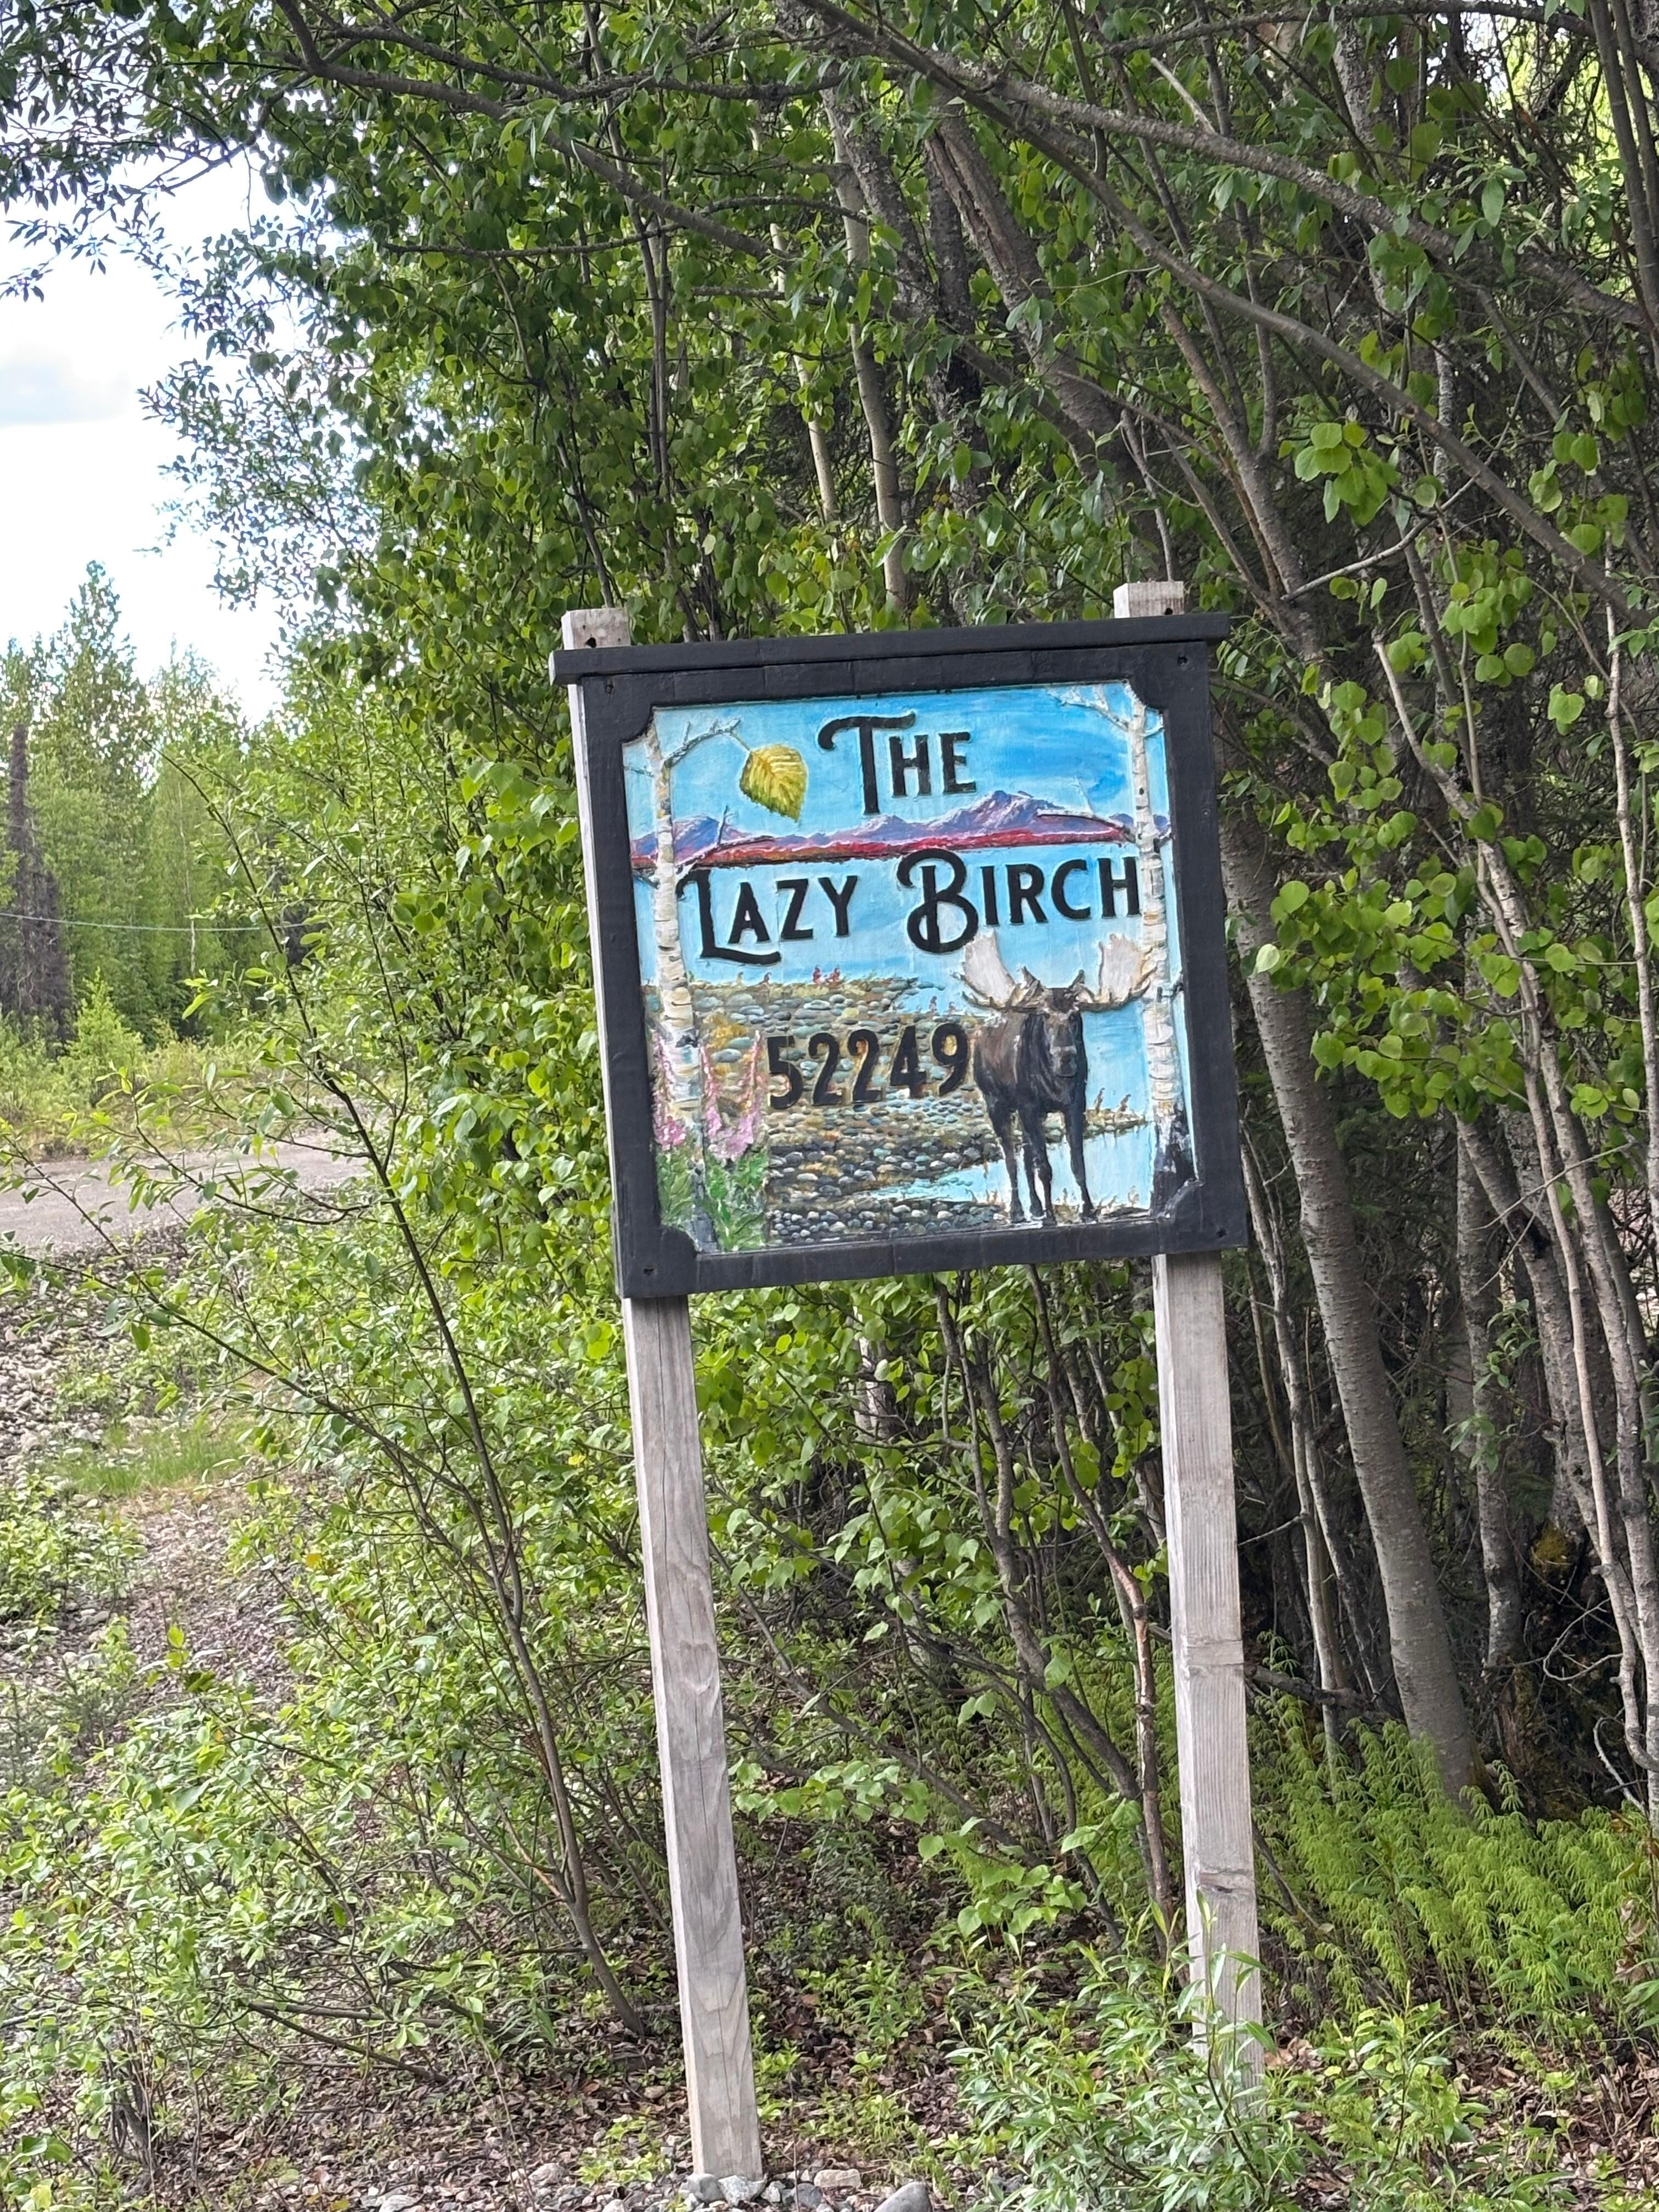 THE
LAZY BIRCH
52249